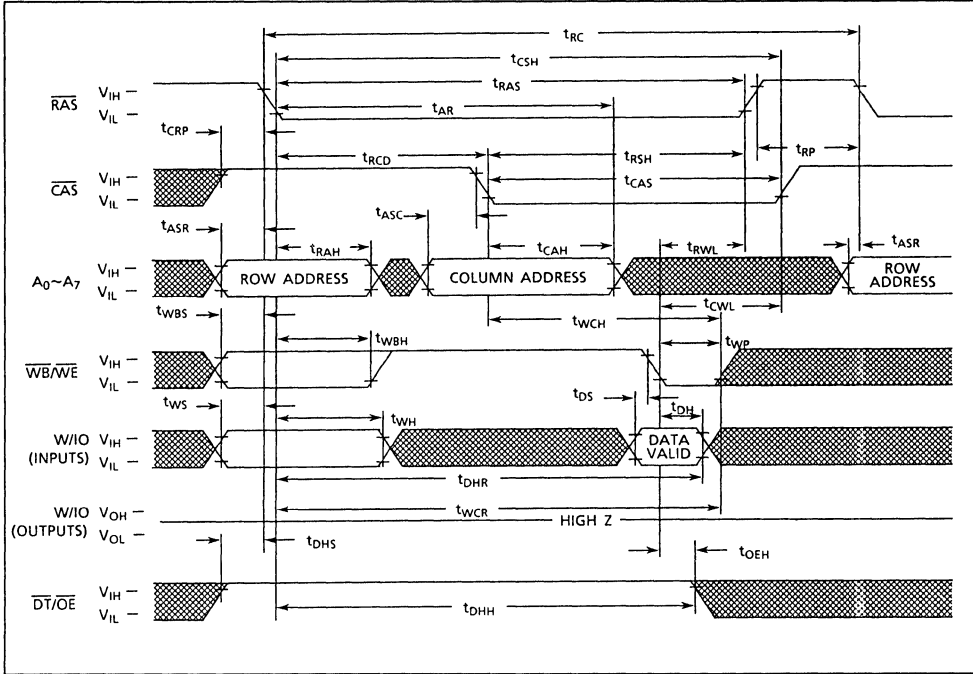 tRC
tCSH
tRAS
RAS VIH
VIL
tAR
tCRP
tRP
tRCD
tRSH
CAS VIH
VIL
tCAS
tASC
tASR
tRAH
tCAH
tRWL
tASR
A0~A7 VIH
VIL
ROW ADDRESS
COLUMN ADDRESS
ROW
ADDRESS
tWBS
tCWL
tWCH
tWBH
tWP
WB/WE VIH
VIL
tWS
tDS
tDH
tWH
W/IO
(INPUTS)
VIH
VIL
DATA
VALID
tDHR
tWCR
W/IO
(OUTPUTS)
VOH
VOL
HIGH Z
tDHS
tOEH
DT/OE VIH
VIL
tDHH